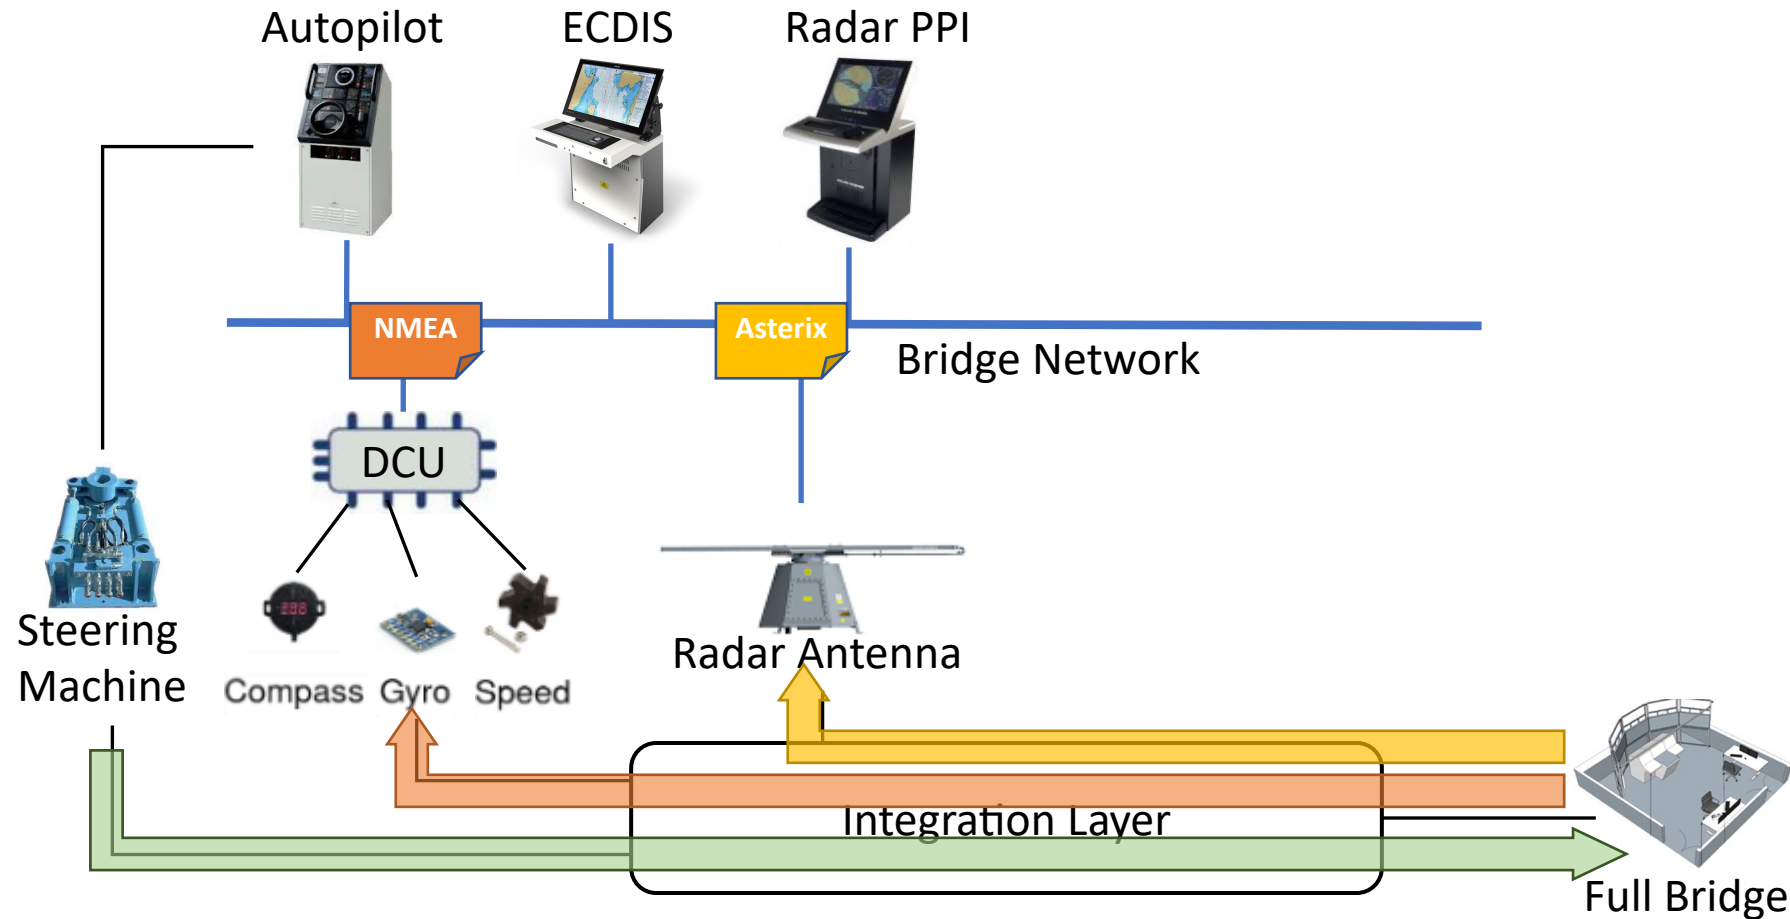 Autopilot
ECDIS
Radar PPI
NMEA
Asterix
Bridge Network
DCU
Steering
Machine
Compass
Gyro
Speed
Radar Antenna
Integration Layer
Full Bridge